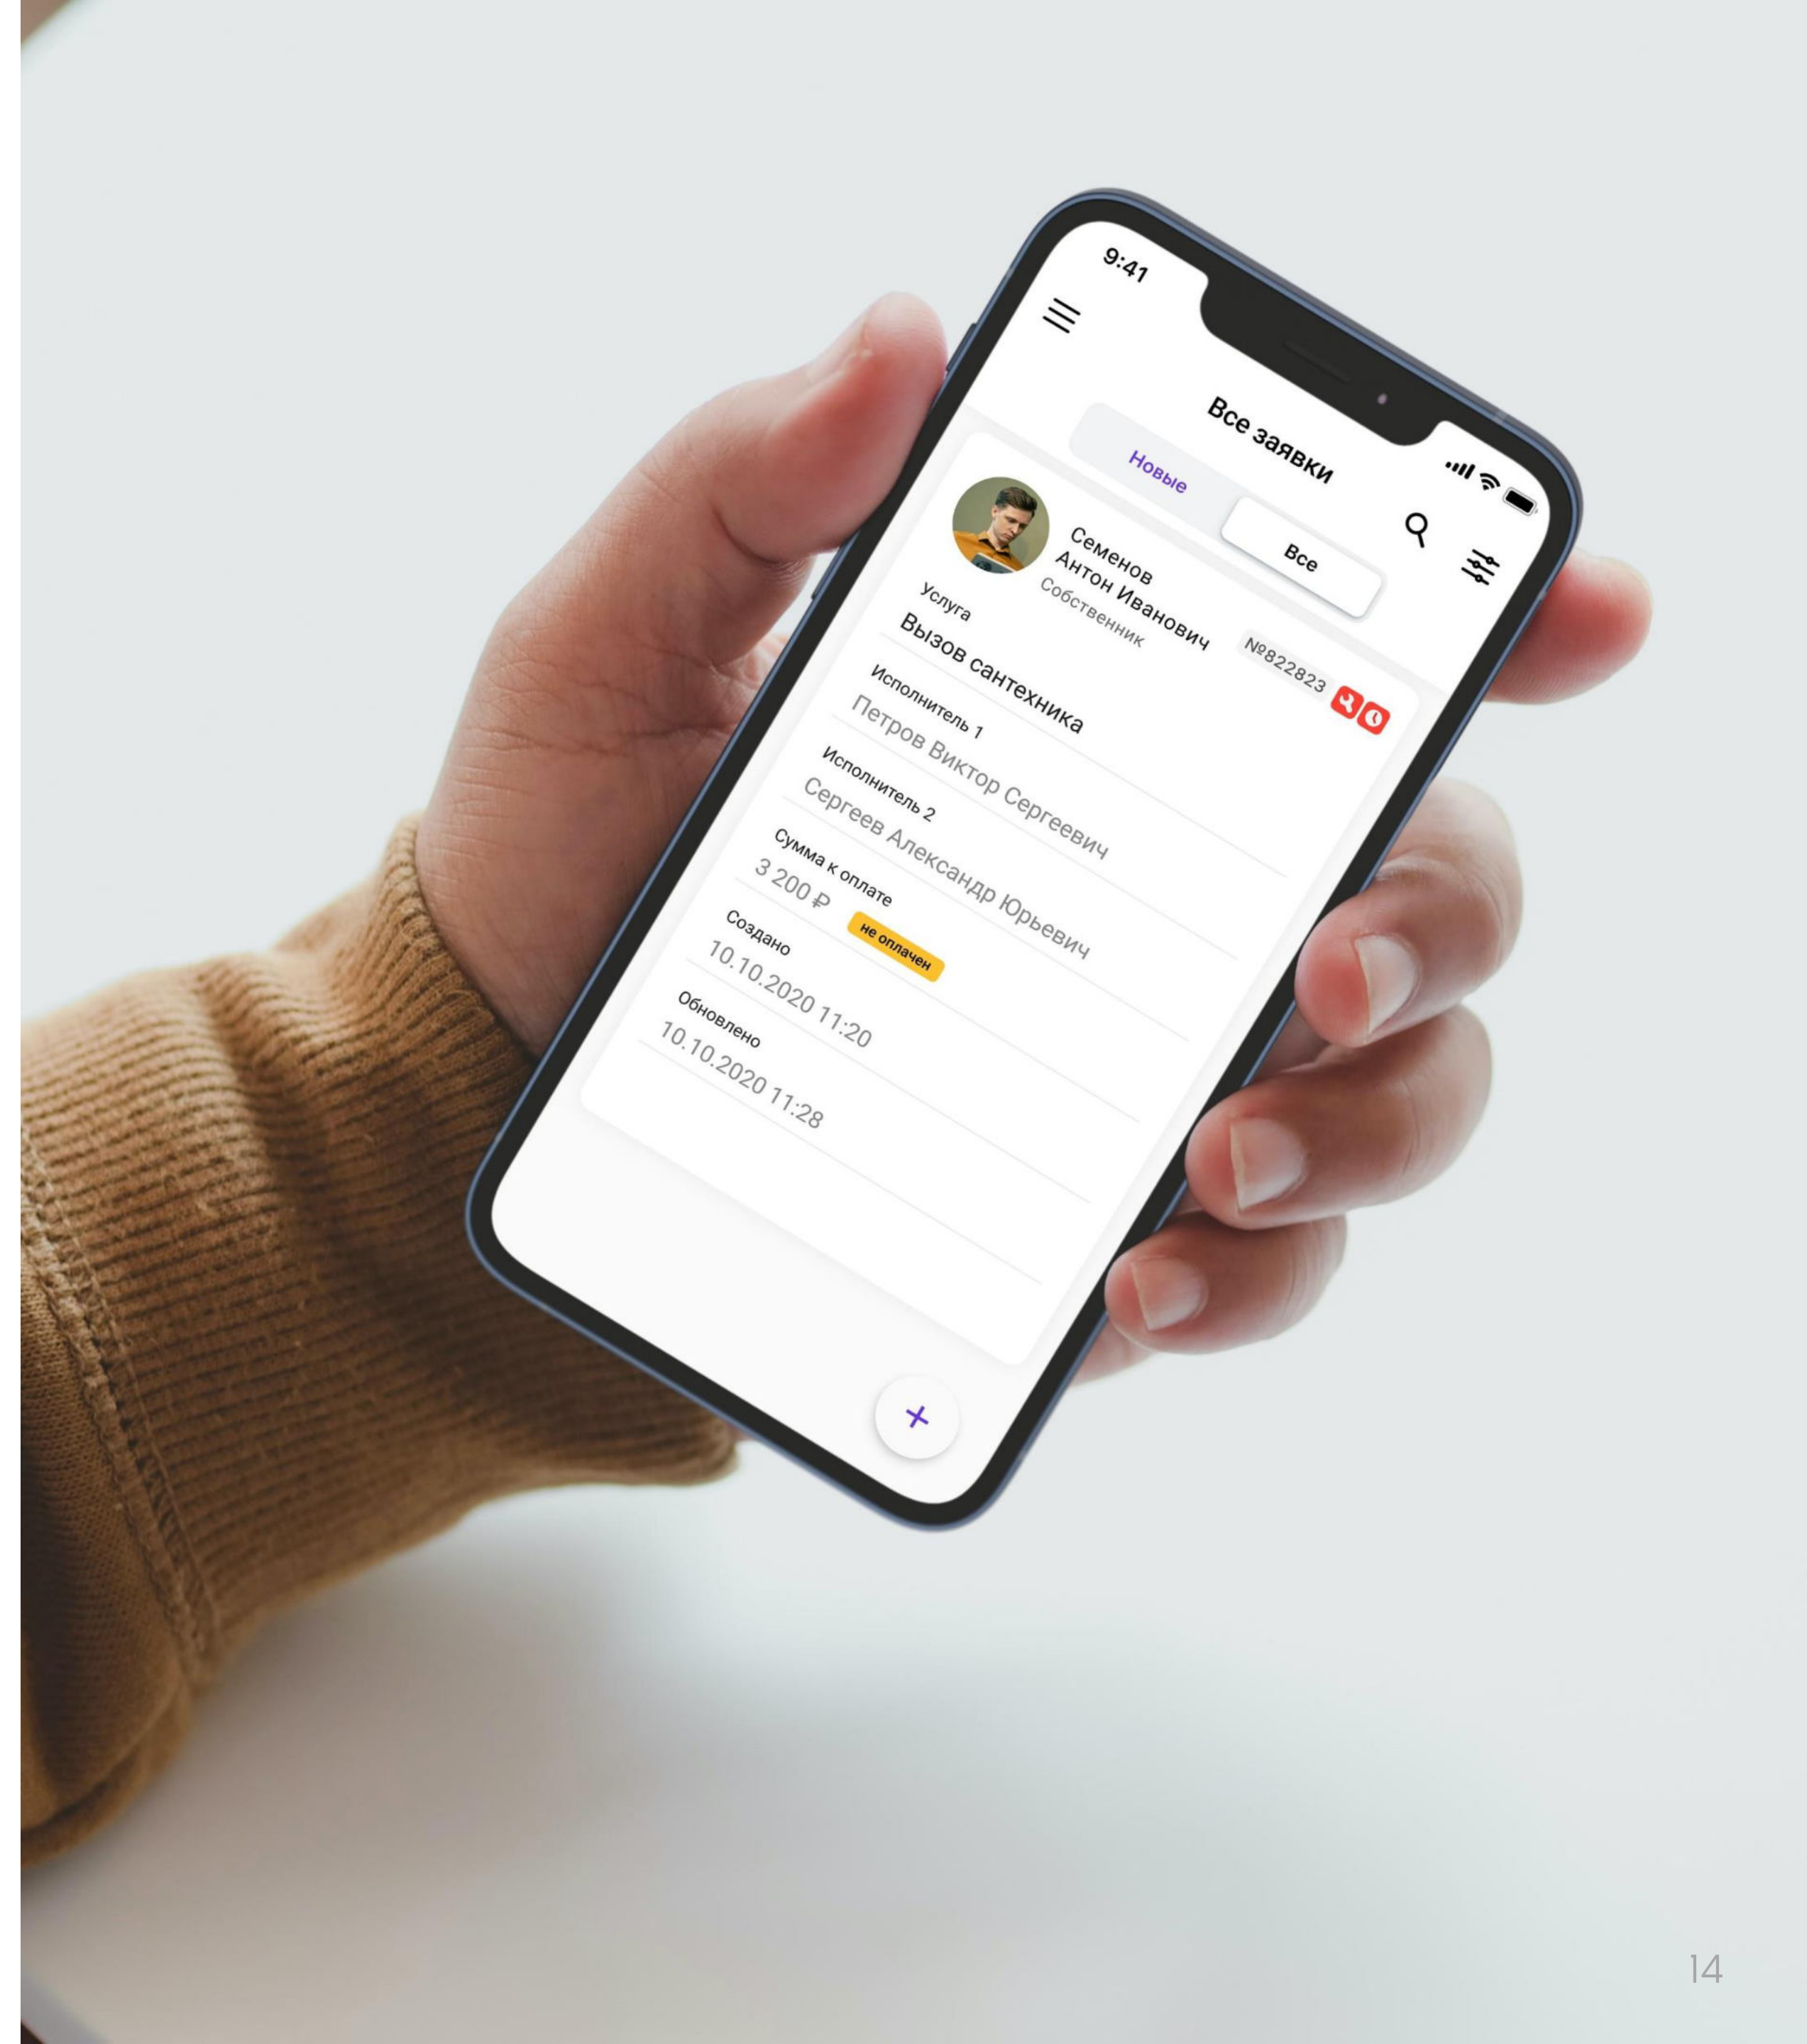 9:41
Все заявки
Новые
Все
Семенов
Антон Иванович
Собственник
№822823
Услуга
Вызов сантехника
Исполнитель 1
Петров Виктор Сергеевич
Исполнитель 2
Сергеев Александр Юрьевич
Сумма к оплате
3 200 ₽ не оплачен
Создано
10.10.2020 11:20
Обновлено
10.10.2020 11:28
14